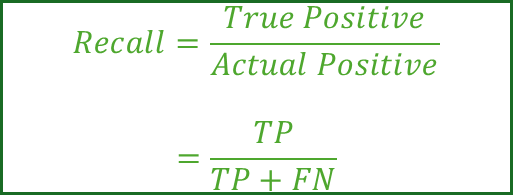 Recall = True Positive / Actual Positive
= TP / TP + FN